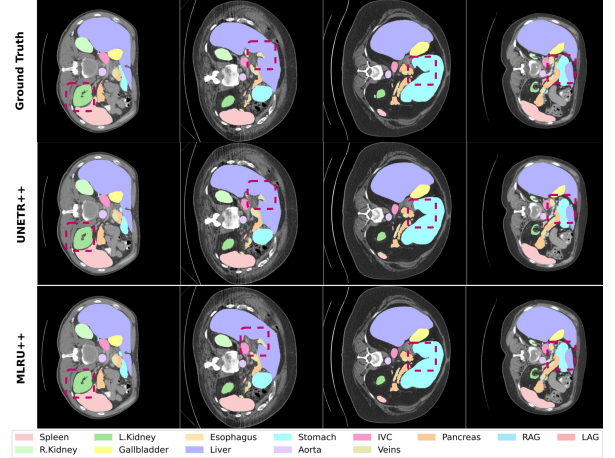 Ground Truth
UNETR++
MLRU++
Spleen L.Kidney Esophagus Stomach IVC Pancreas RAG LAG
R.Kidney Gallbladder Liver Aorta Veins